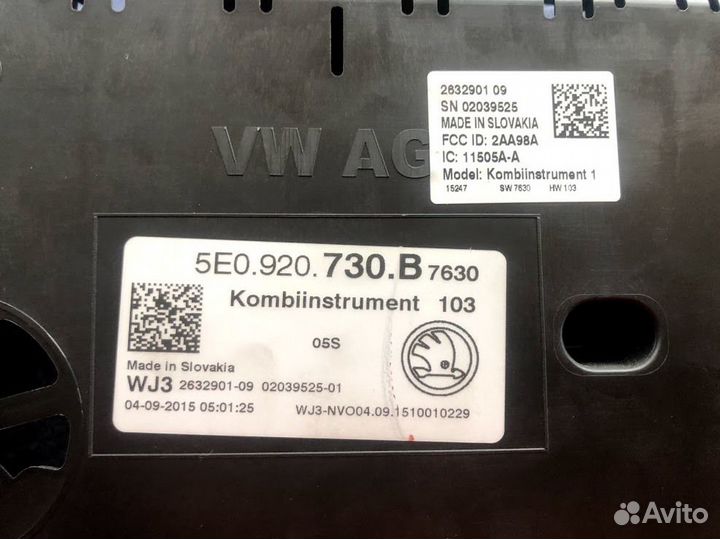 VW AG
2632901 09
SN 02039525
MADE IN SLOVAKIA
FCC ID: 2AA98A
IC: 11505A-A
Model: Kombiinstrument 1
15247 SW 7630 HW 103
5E0.920.730.B 7630
Kombiinstrument 103
05S
Made in Slovakia
WJ3 2632901-09 02039525-01
04-09-2015 05:01:25 WJ3-NVO04.09.1510010229
Avito